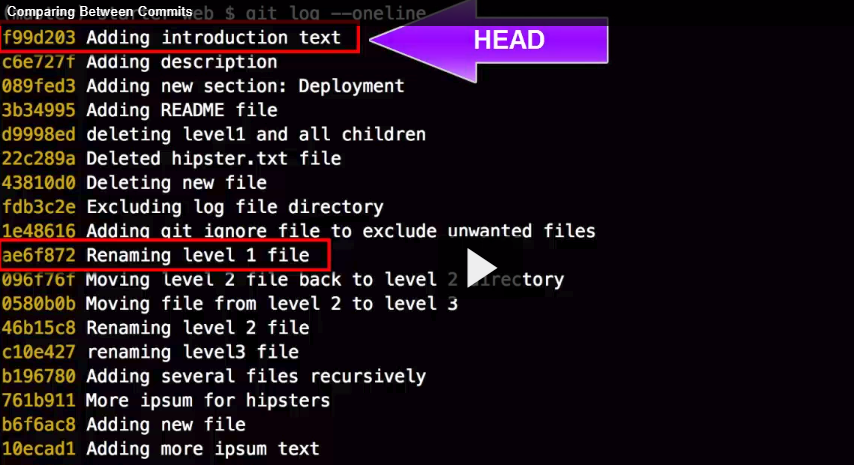 Comparing Between Commits
(master) starter-web $ git log --oneline
f99d203 Adding introduction text
HEAD
c6e727f Adding description
089fed3 Adding new section: Deployment
3b34995 Adding README file
d9998ed deleting level1 and all children
22c289a Deleted hipster.txt file
43810d0 Deleting new file
fdb3c2e Excluding log file directory
1e48616 Adding git ignore file to exclude unwanted files
ae6f872 Renaming level 1 file
096f76f Moving level 2 file back to level 2 directory
0580b0b Moving file from level 2 to level 3
46b15c8 Renaming level 2 file
c10e427 renaming level3 file
b196780 Adding several files recursively
761b911 More ipsum for hipsters
b6f6ac8 Adding new file
10ecad1 Adding more ipsum text